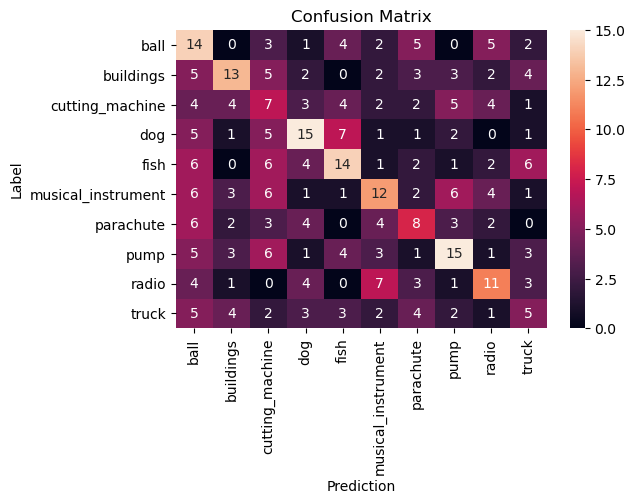 Confusion Matrix
ball 14 0 3 1 4 2 5 0 5 2
buildings 5 13 5 2 0 2 3 3 2 4
cutting_machine 4 4 7 3 4 2 2 5 4 1
dog 5 1 5 15 7 1 1 2 0 1
fish 6 0 6 4 14 1 2 1 2 6
musical_instrument 6 3 6 1 1 12 2 6 4 1
parachute 6 2 3 4 0 4 8 3 2 0
pump 5 3 6 1 4 3 1 15 1 3
radio 4 1 0 4 0 7 3 1 11 3
truck 5 4 2 3 3 2 4 2 1 5
Label
ball buildings cutting_machine dog fish musical_instrument parachute pump radio truck
Prediction
15.0
12.5
10.0
7.5
5.0
2.5
0.0